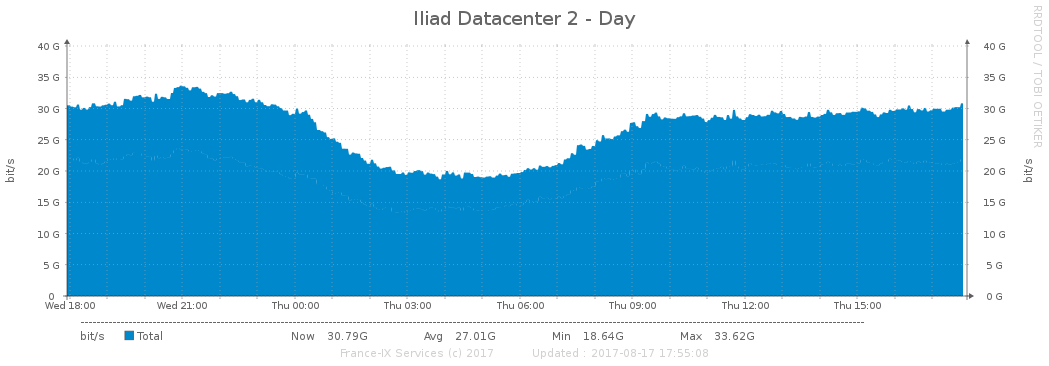 Iliad Datacenter 2 - Day
RRDTOOL / TOBI OETIKER
40 G 40 G
35 G 35 G
30 G 30 G
25 G 25 G
20 G 20 G
15 G 15 G
10 G 10 G
5 G 5 G
0 0 G
bit/s bit/s
Wed 18:00 Wed 21:00 Thu 00:00 Thu 03:00 Thu 06:00 Thu 09:00 Thu 12:00 Thu 15:00
bit/s Total Now 30.79G Avg 27.01G Min 18.64G Max 33.62G
France-IX Services (c) 2017 Updated : 2017-08-17 17:55:08